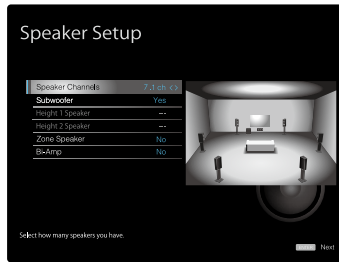 Speaker Setup
Speaker Channels 7.1 ch < >
Subwoofer Yes
Height 1 Speaker ---
Height 2 Speaker ---
Zone Speaker No
Bi-Amp No
Select how many speakers you have.
Next